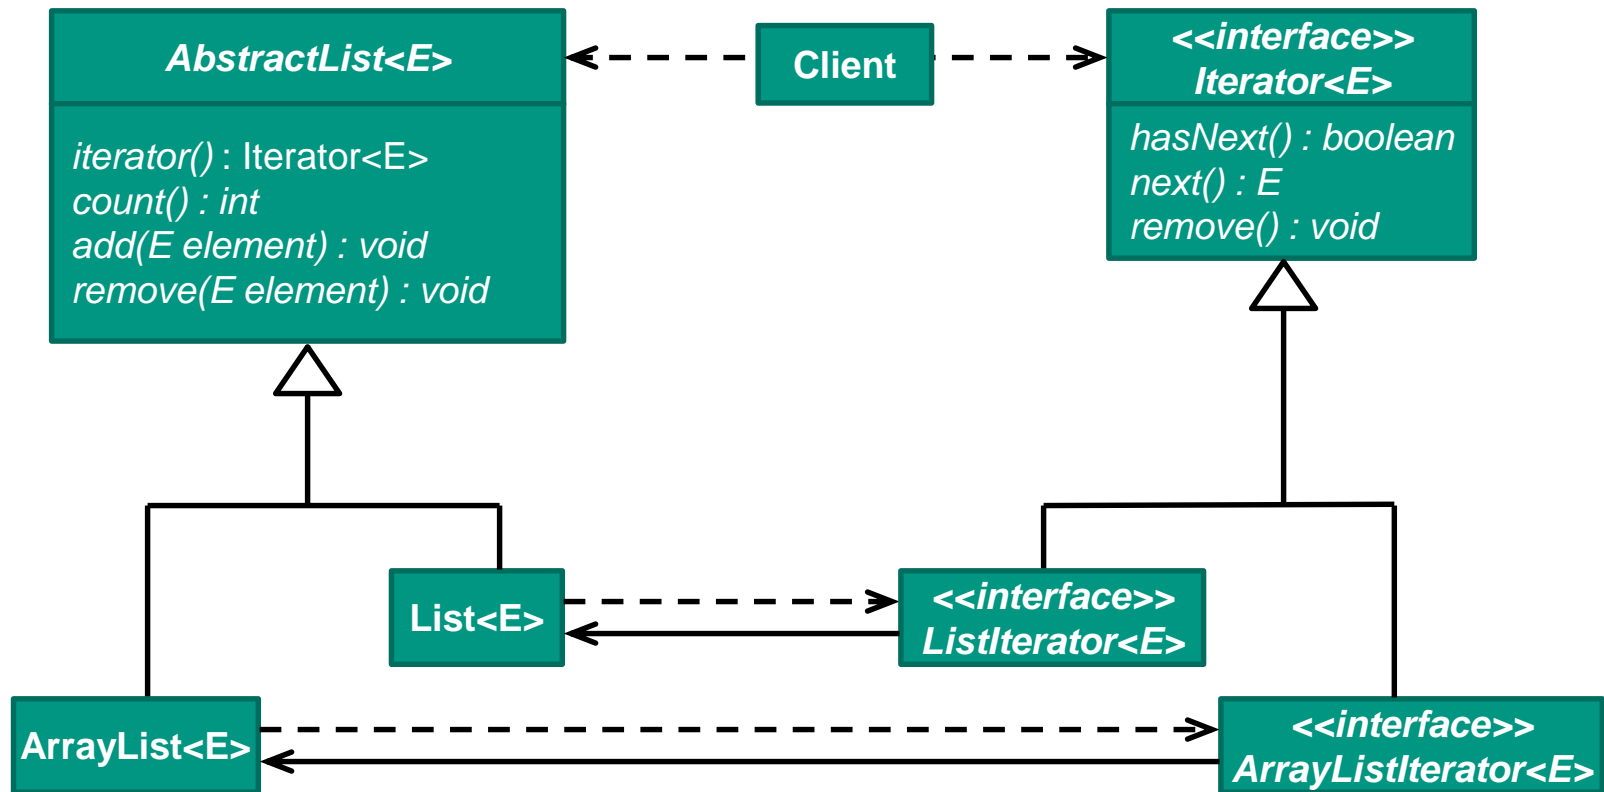 AbstractList<E>
iterator() : Iterator<E>
count() : int
add(E element) : void
remove(E element) : void
Client
<<interface>>
Iterator<E>
hasNext() : boolean
next() : E
remove() : void
List<E>
<<interface>>
ListIterator<E>
ArrayList<E>
<<interface>>
ArrayListIterator<E>